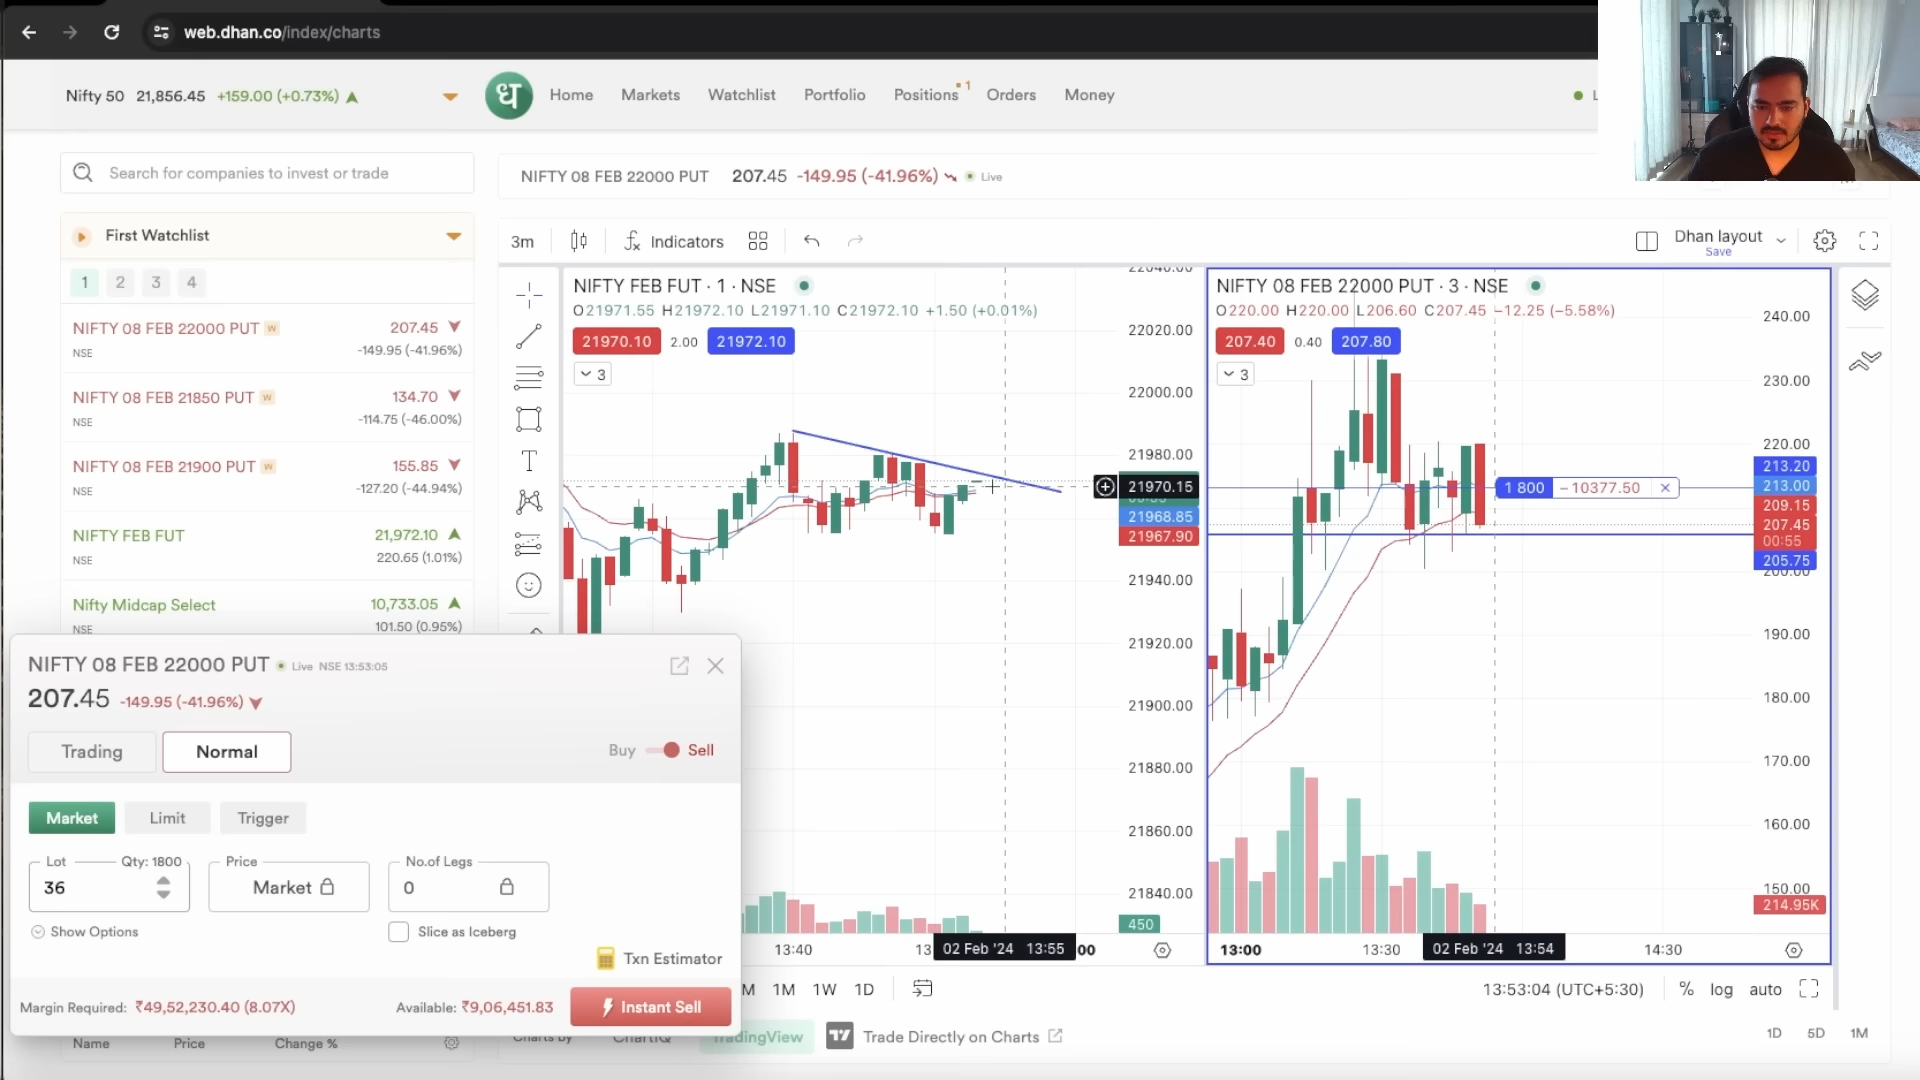 web.dhan.co/index/charts
Nifty 50 21,856.45 +159.00 (+0.73%)
ध
Home Markets Watchlist Portfolio Positions 1 Orders Money
Search for companies to invest or trade
NIFTY 08 FEB 22000 PUT 207.45 -149.95 (-41.96%) Live
First Watchlist
1 2 3 4
NIFTY 08 FEB 22000 PUT W 207.45
NSE -149.95 (-41.96%)
NIFTY 08 FEB 21850 PUT W 134.70
NSE -114.75 (-46.00%)
NIFTY 08 FEB 21900 PUT W 155.85
NSE -127.20 (-44.94%)
NIFTY FEB FUT 21,972.10
NSE 220.65 (1.01%)
Nifty Midcap Select 10,733.05
NSE 101.50 (0.95%)
3m Indicators Dhan layout
Save
NIFTY FEB FUT · 1 · NSE
O21971.55 H21972.10 L21971.10 C21972.10 +1.50 (+0.01%)
21970.10 2.00 21972.10
3
22040.00
22020.00
22000.00
21980.00
21970.15
21968.85
21967.90
21940.00
21920.00
21900.00
21880.00
21860.00
21840.00
450
13:40 13 02 Feb '24 13:55 00
NIFTY 08 FEB 22000 PUT · 3 · NSE
O220.00 H220.00 L206.60 C207.45 −12.25 (−5.58%)
207.40 0.40 207.80
3
1 800 −10377.50
240.00
230.00
220.00
213.20
213.00
209.15
207.45
00:55
205.75
200.00
190.00
180.00
170.00
160.00
150.00
214.95K
13:00 13:30 02 Feb '24 13:54 14:30
NIFTY 08 FEB 22000 PUT Live NSE 13:53:05
207.45 -149.95 (-41.96%)
Trading Normal Buy Sell
Market Limit Trigger
Lot Qty: 1800 Price No.of Legs
36 Market 0
Show Options Slice as Iceberg
Txn Estimator
Margin Required: ₹49,52,230.40 (8.07X) Available: ₹9,06,451.83 Instant Sell
M 1M 1W 1D 13:53:04 (UTC+5:30) % log auto
Name Price Change %
Charts by ChartIQ TradingView Trade Directly on Charts 1D 5D 1M